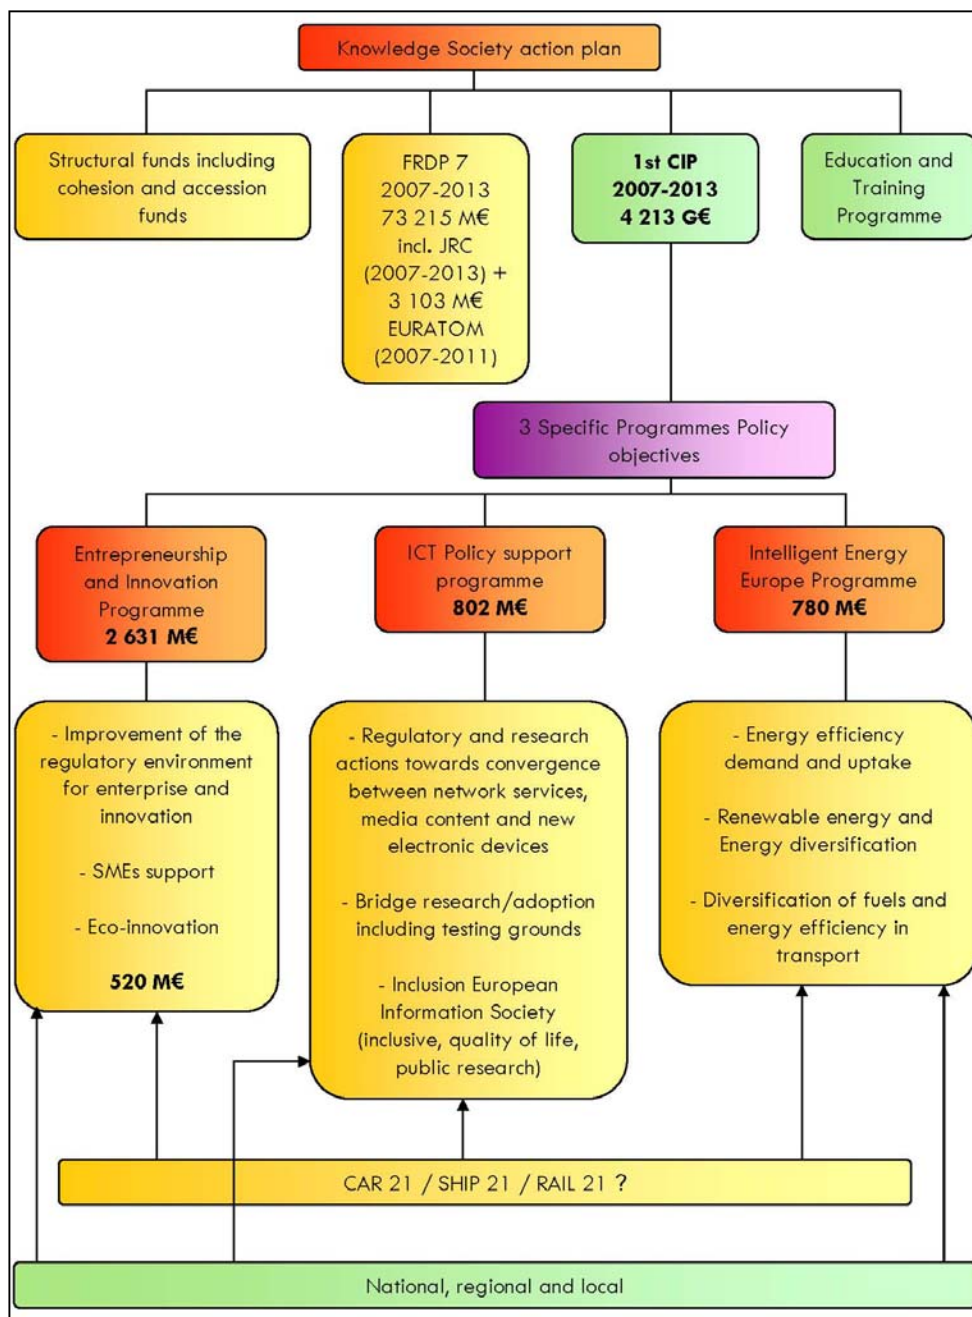 Knowledge Society action plan
Structural funds including
cohesion and accession
funds
FRDP 7
2007-2013
73 215 M€
incl. JRC
(2007-2013) +
3 103 M€
EURATOM
(2007-2011)
1st CIP
2007-2013
4 213 G€
Education and
Training
Programme
3 Specific Programmes Policy
objectives
Entrepreneurship
and Innovation
Programme
2 631 M€
ICT Policy support
programme
802 M€
Intelligent Energy
Europe Programme
780 M€
- Improvement of the
regulatory environment
for enterprise and
innovation
- SMEs support
- Eco-innovation
520 M€
- Regulatory and research
actions towards convergence
between network services,
media content and new
electronic devices
- Bridge research/adoption
including testing grounds
- Inclusion European
Information Society
(inclusive, quality of life,
public research)
- Energy efficiency
demand and uptake
- Renewable energy and
Energy diversification
- Diversification of fuels and
energy efficiency in
transport
CAR 21 / SHIP 21 / RAIL 21 ?
National, regional and local